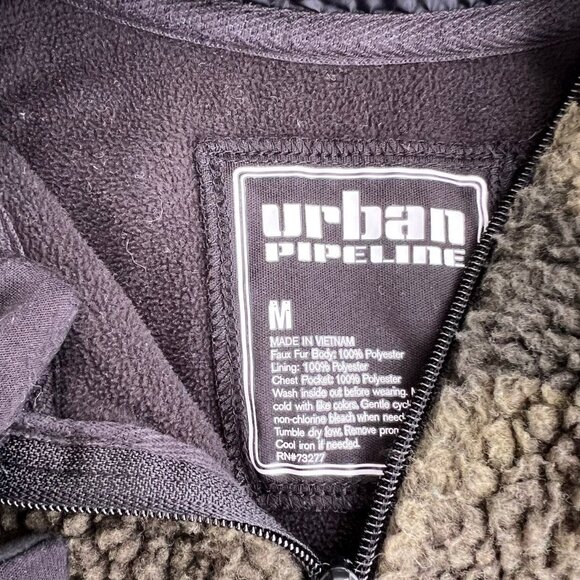 urban
PIPELINE
M
MADE IN VIETNAM
Faux Fur Body: 100% Polyester
Lining: 100% Polyester
Chest Pocket: 100% Polyester
Wash inside out before wearing.
cold with like colors. Gentle
non-chlorine bleach when
Tumble dry low. Remove
Cool iron if needed.
RN#73277